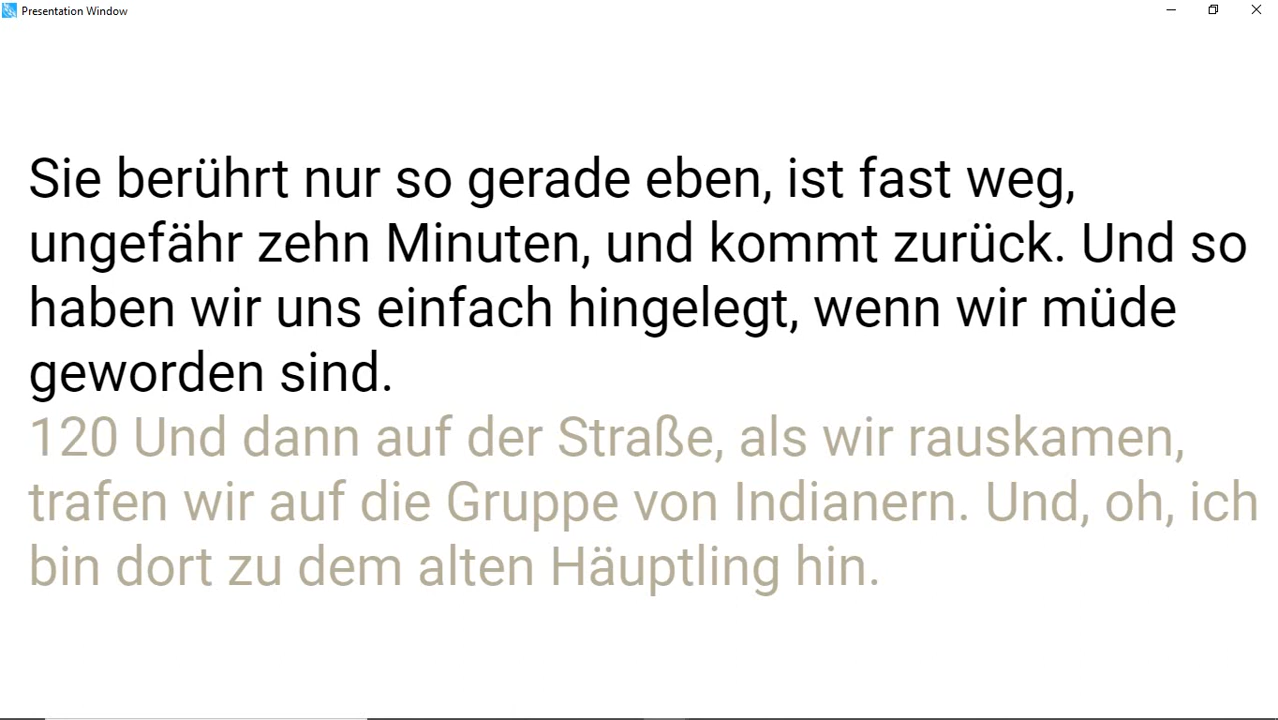 Presentation Window
Sie berührt nur so gerade eben, ist fast weg,
ungefähr zehn Minuten, und kommt zurück. Und so
haben wir uns einfach hingelegt, wenn wir müde
geworden sind.
120 Und dann auf der Straße, als wir rauskamen,
trafen wir auf die Gruppe von Indianern. Und, oh, ich
bin dort zu dem alten Häuptling hin.